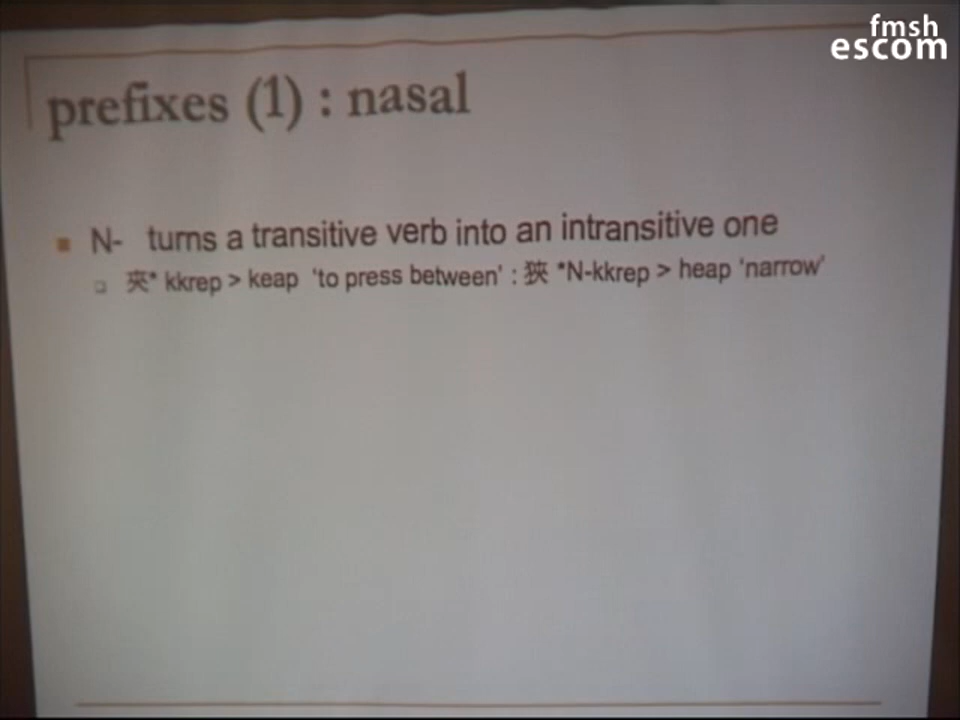 fmsh
escom
prefixes (1) : nasal
N- turns a transitive verb into an intransitive one
夾* kkrep > keap 'to press between' : 狹 *N-kkrep > heap 'narrow'